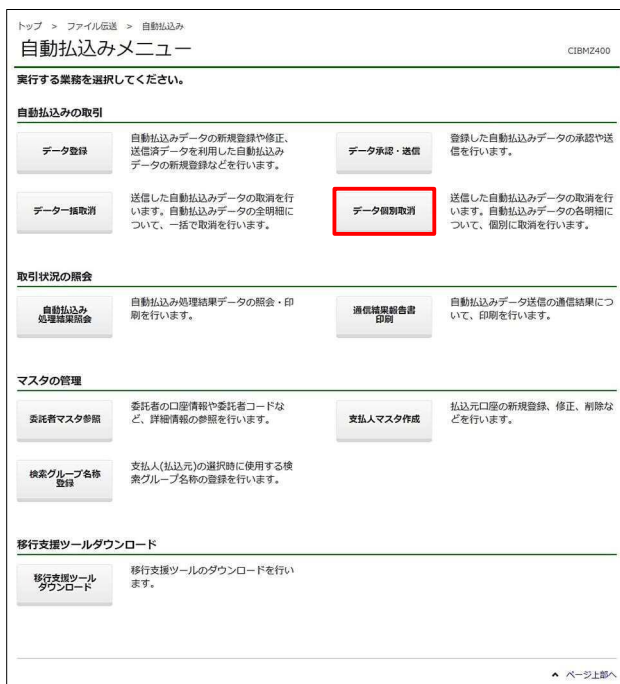 トップ > ファイル伝送 > 自動払込み
自動払込みメニュー
CIBMZ400
実行する業務を選択してください。
自動払込みの取引
データ登録
自動払込みデータの新規登録や修正、
送信済データを利用した自動払込み
データの新規登録などを行います。
データ承認・送信
登録した自動払込みデータの承認や送
信を行います。
データ一括取消
送信した自動払込みデータの取消を行
います。自動払込みデータの全明細に
ついて、一括で取消を行います。
データ個別取消
送信した自動払込みデータの取消を行
います。自動払込みデータの各明細に
ついて、個別に取消を行います。
取引状況の照会
自動払込み
処理結果照会
自動払込み処理結果データの照会・印
刷を行います。
通信結果報告書
印刷
自動払込みデータ送信の通信結果につ
いて、印刷を行います。
マスタの管理
委託者マスタ参照
委託者の口座情報や委託者コードな
ど、詳細情報の参照を行います。
支払人マスタ作成
払込元口座の新規登録、修正、削除な
どを行います。
検索グループ名称
登録
支払人(払込元)の選択時に使用する検
索グループ名称の登録を行います。
移行支援ツールダウンロード
移行支援ツール
ダウンロード
移行支援ツールのダウンロードを行い
ます。
ページ上部へ